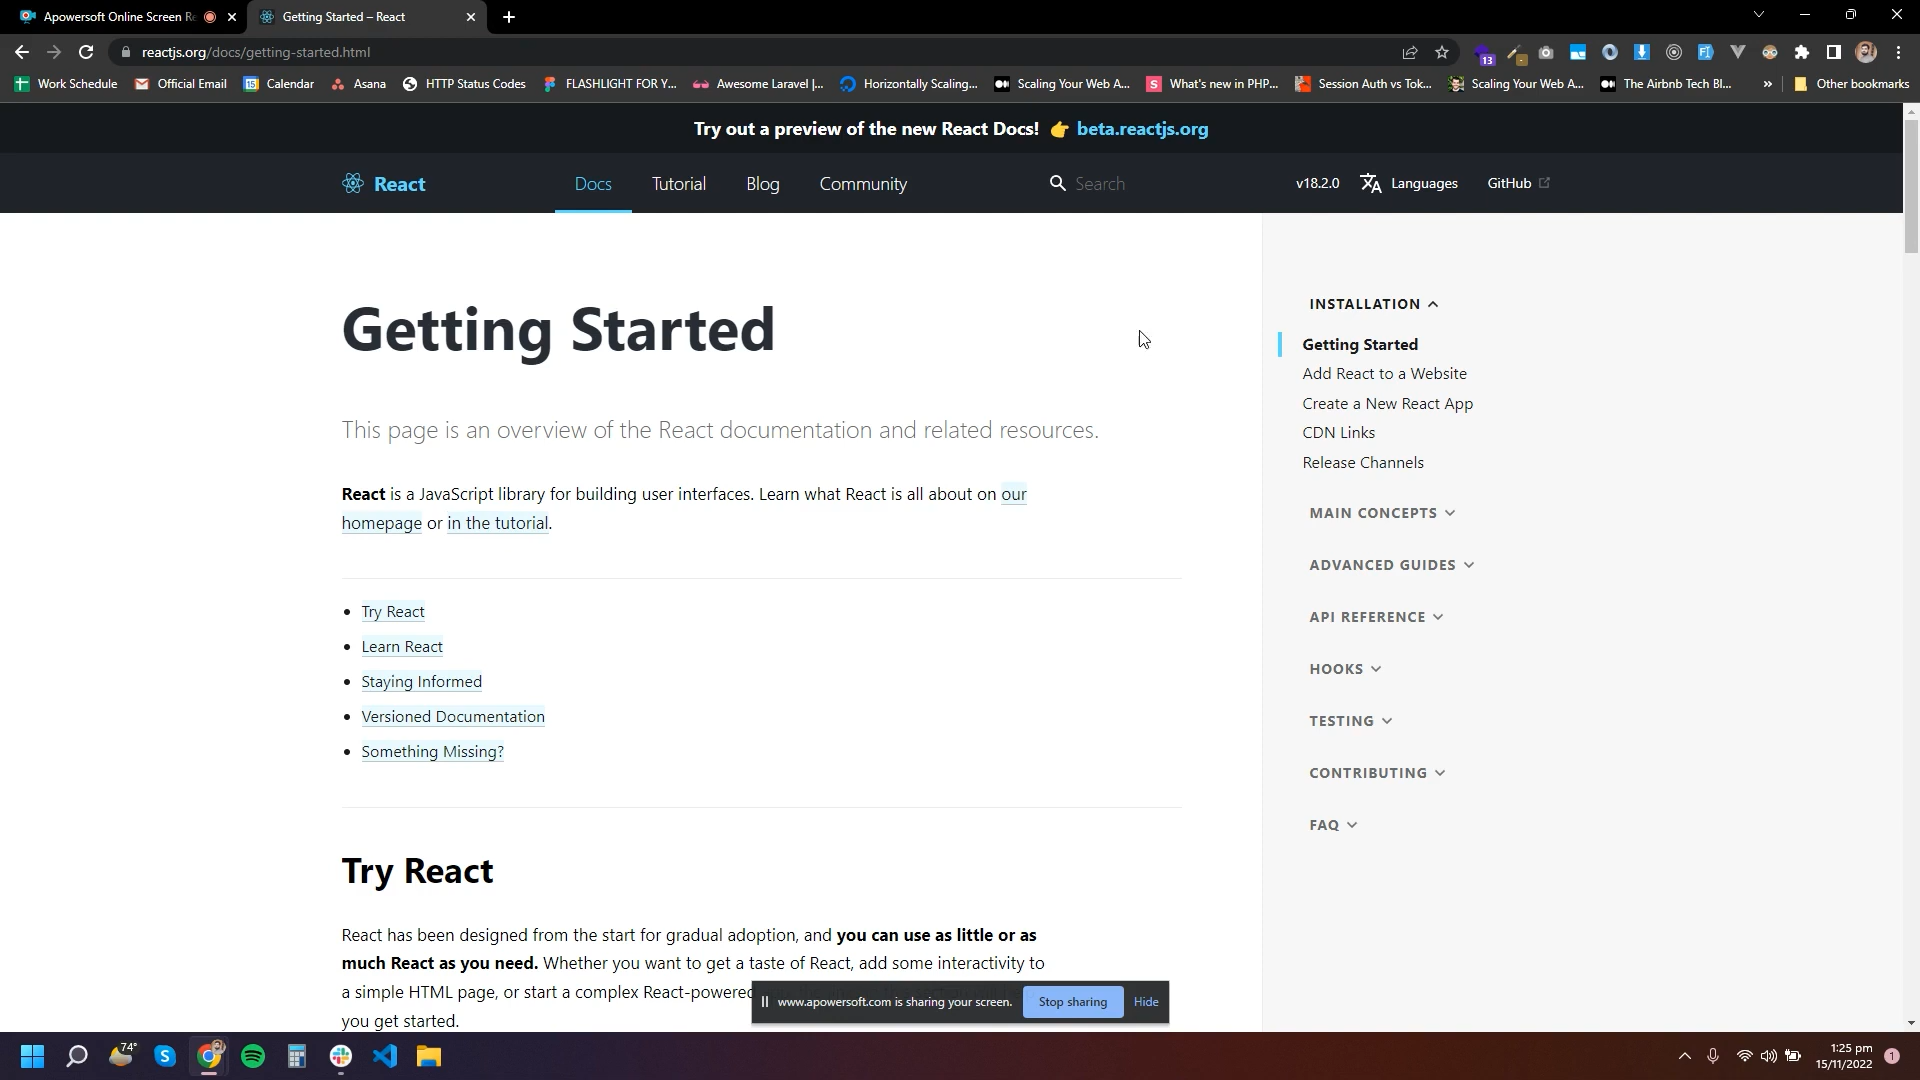 Apowersoft Online Screen Re
Getting Started – React
reactjs.org/docs/getting-started.html
13
Work Schedule
Official Email
15
Calendar
Asana
HTTP Status Codes
FLASHLIGHT FOR Y...
Awesome Laravel |...
Horizontally Scaling...
Scaling Your Web A...
S
What's new in PHP...
Session Auth vs Tok...
Scaling Your Web A...
The Airbnb Tech Bl...
»
Other bookmarks
Try out a preview of the new React Docs! 👉 beta.reactjs.org
React
Docs
Tutorial
Blog
Community
Search
v18.2.0
Languages
GitHub
Getting Started
This page is an overview of the React documentation and related resources.
React is a JavaScript library for building user interfaces. Learn what React is all about on our
homepage or in the tutorial.
• Try React
• Learn React
• Staying Informed
• Versioned Documentation
• Something Missing?
Try React
React has been designed from the start for gradual adoption, and you can use as little or as
much React as you need. Whether you want to get a taste of React, add some interactivity to
a simple HTML page, or start a complex React-powered
you get started.
INSTALLATION
Getting Started
Add React to a Website
Create a New React App
CDN Links
Release Channels
MAIN CONCEPTS
ADVANCED GUIDES
API REFERENCE
HOOKS
TESTING
CONTRIBUTING
FAQ
www.apowersoft.com is sharing your screen.
Stop sharing
Hide
74°
1:25 pm
15/11/2022
1